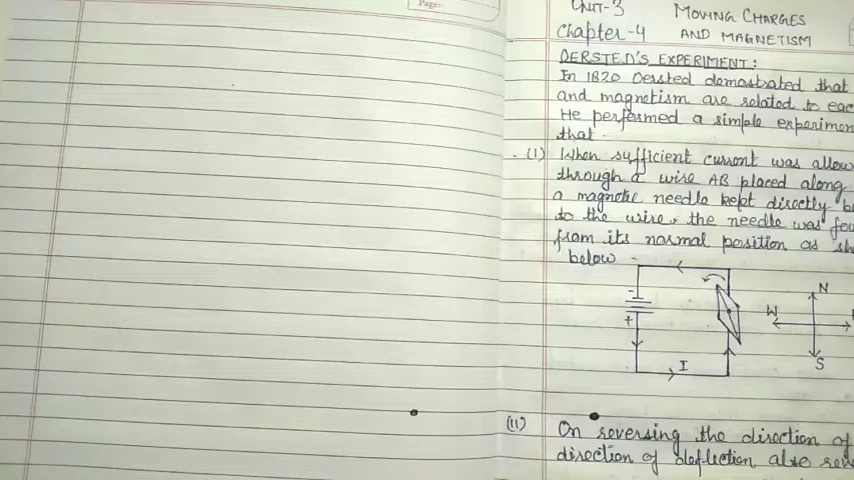 Page:
UNIT-3 MOVING CHARGES
Chapter-4 AND MAGNETISM
OERSTED'S EXPERIMENT:
In 1820 Oersted demostrated that
and magnetism are related to eac
He performed a simple experimen
that -
(I) When sufficient current was allow
through a wire AB placed along
a magnetic needle kept directly b
to the wire, the needle was fou
from its normal position as sh
below -
N
-
W
+
S
I
(II) On reversing the direction of
direction of deflection also reve